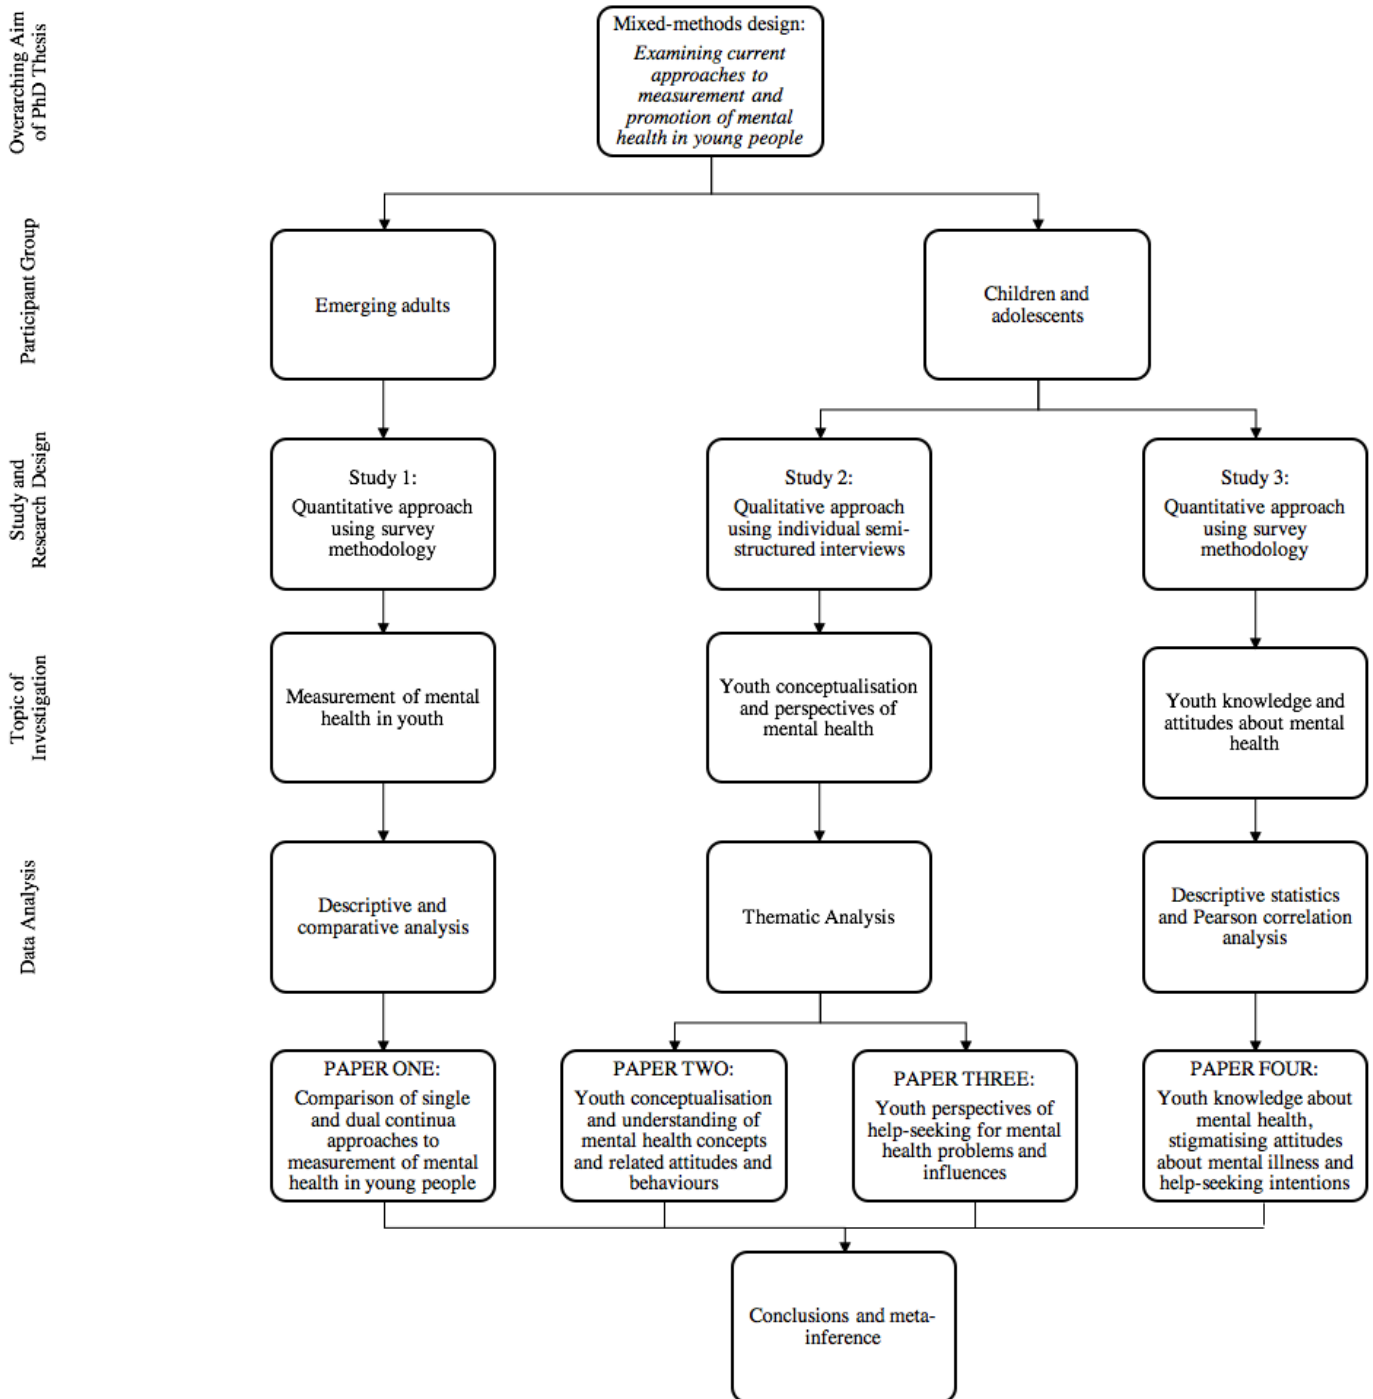 Overarching Aim
of PhD Thesis
Mixed-methods design:
Examining current
approaches to
measurement and
promotion of mental
health in young people
Participant Group
Emerging adults
Children and
adolescents
Study and
Research Design
Study 1:
Quantitative approach
using survey
methodology
Study 2:
Qualitative approach
using individual semi-
structured interviews
Study 3:
Quantitative approach
using survey
methodology
Topic of
Investigation
Measurement of mental
health in youth
Youth conceptualisation
and perspectives of
mental health
Youth knowledge and
attitudes about mental
health
Data Analysis
Descriptive and
comparative analysis
Thematic Analysis
Descriptive statistics
and Pearson correlation
analysis
PAPER ONE:
Comparison of single
and dual continua
approaches to
measurement of mental
health in young people
PAPER TWO:
Youth conceptualisation
and understanding of
mental health concepts
and related attitudes and
behaviours
PAPER THREE:
Youth perspectives of
help-seeking for mental
health problems and
influences
PAPER FOUR:
Youth knowledge about
mental health,
stigmatising attitudes
about mental illness and
help-seeking intentions
Conclusions and meta-
inference